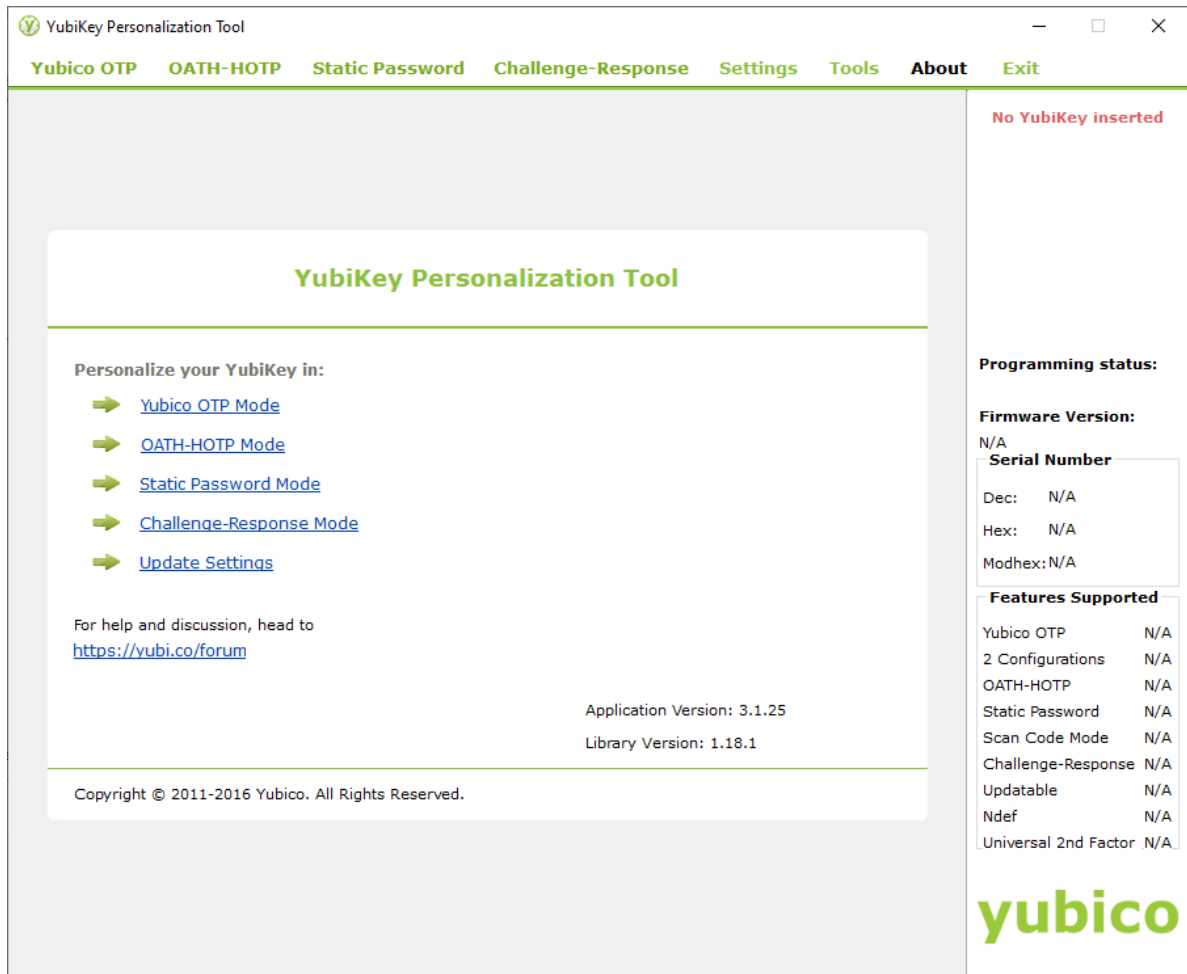 YubiKey Personalization Tool
Yubico OTP OATH-HOTP Static Password Challenge-Response Settings Tools About Exit
No YubiKey inserted
YubiKey Personalization Tool
Personalize your YubiKey in:
Yubico OTP Mode
OATH-HOTP Mode
Static Password Mode
Challenge-Response Mode
Update Settings
For help and discussion, head to
https://yubi.co/forum
Application Version: 3.1.25
Library Version: 1.18.1
Copyright © 2011-2016 Yubico. All Rights Reserved.
Programming status:
Firmware Version:
N/A
Serial Number
Dec: N/A
Hex: N/A
Modhex: N/A
Features Supported
Yubico OTP N/A
2 Configurations N/A
OATH-HOTP N/A
Static Password N/A
Scan Code Mode N/A
Challenge-Response N/A
Updatable N/A
Ndef N/A
Universal 2nd Factor N/A
yubico